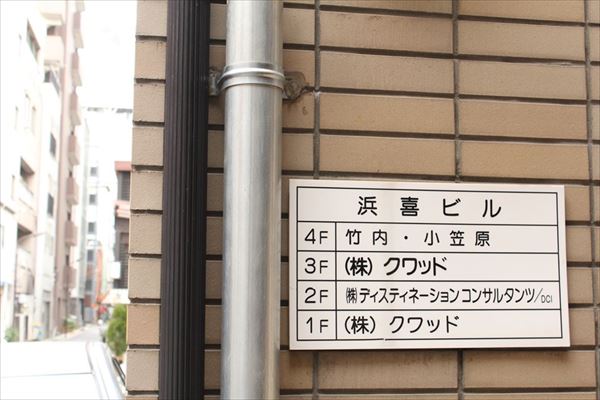 浜喜ビル
4F 竹内・小笠原
3F (株) クワッド
2F ㈱ディスティネーションコンサルタンツ/DCI
1F (株) クワッド